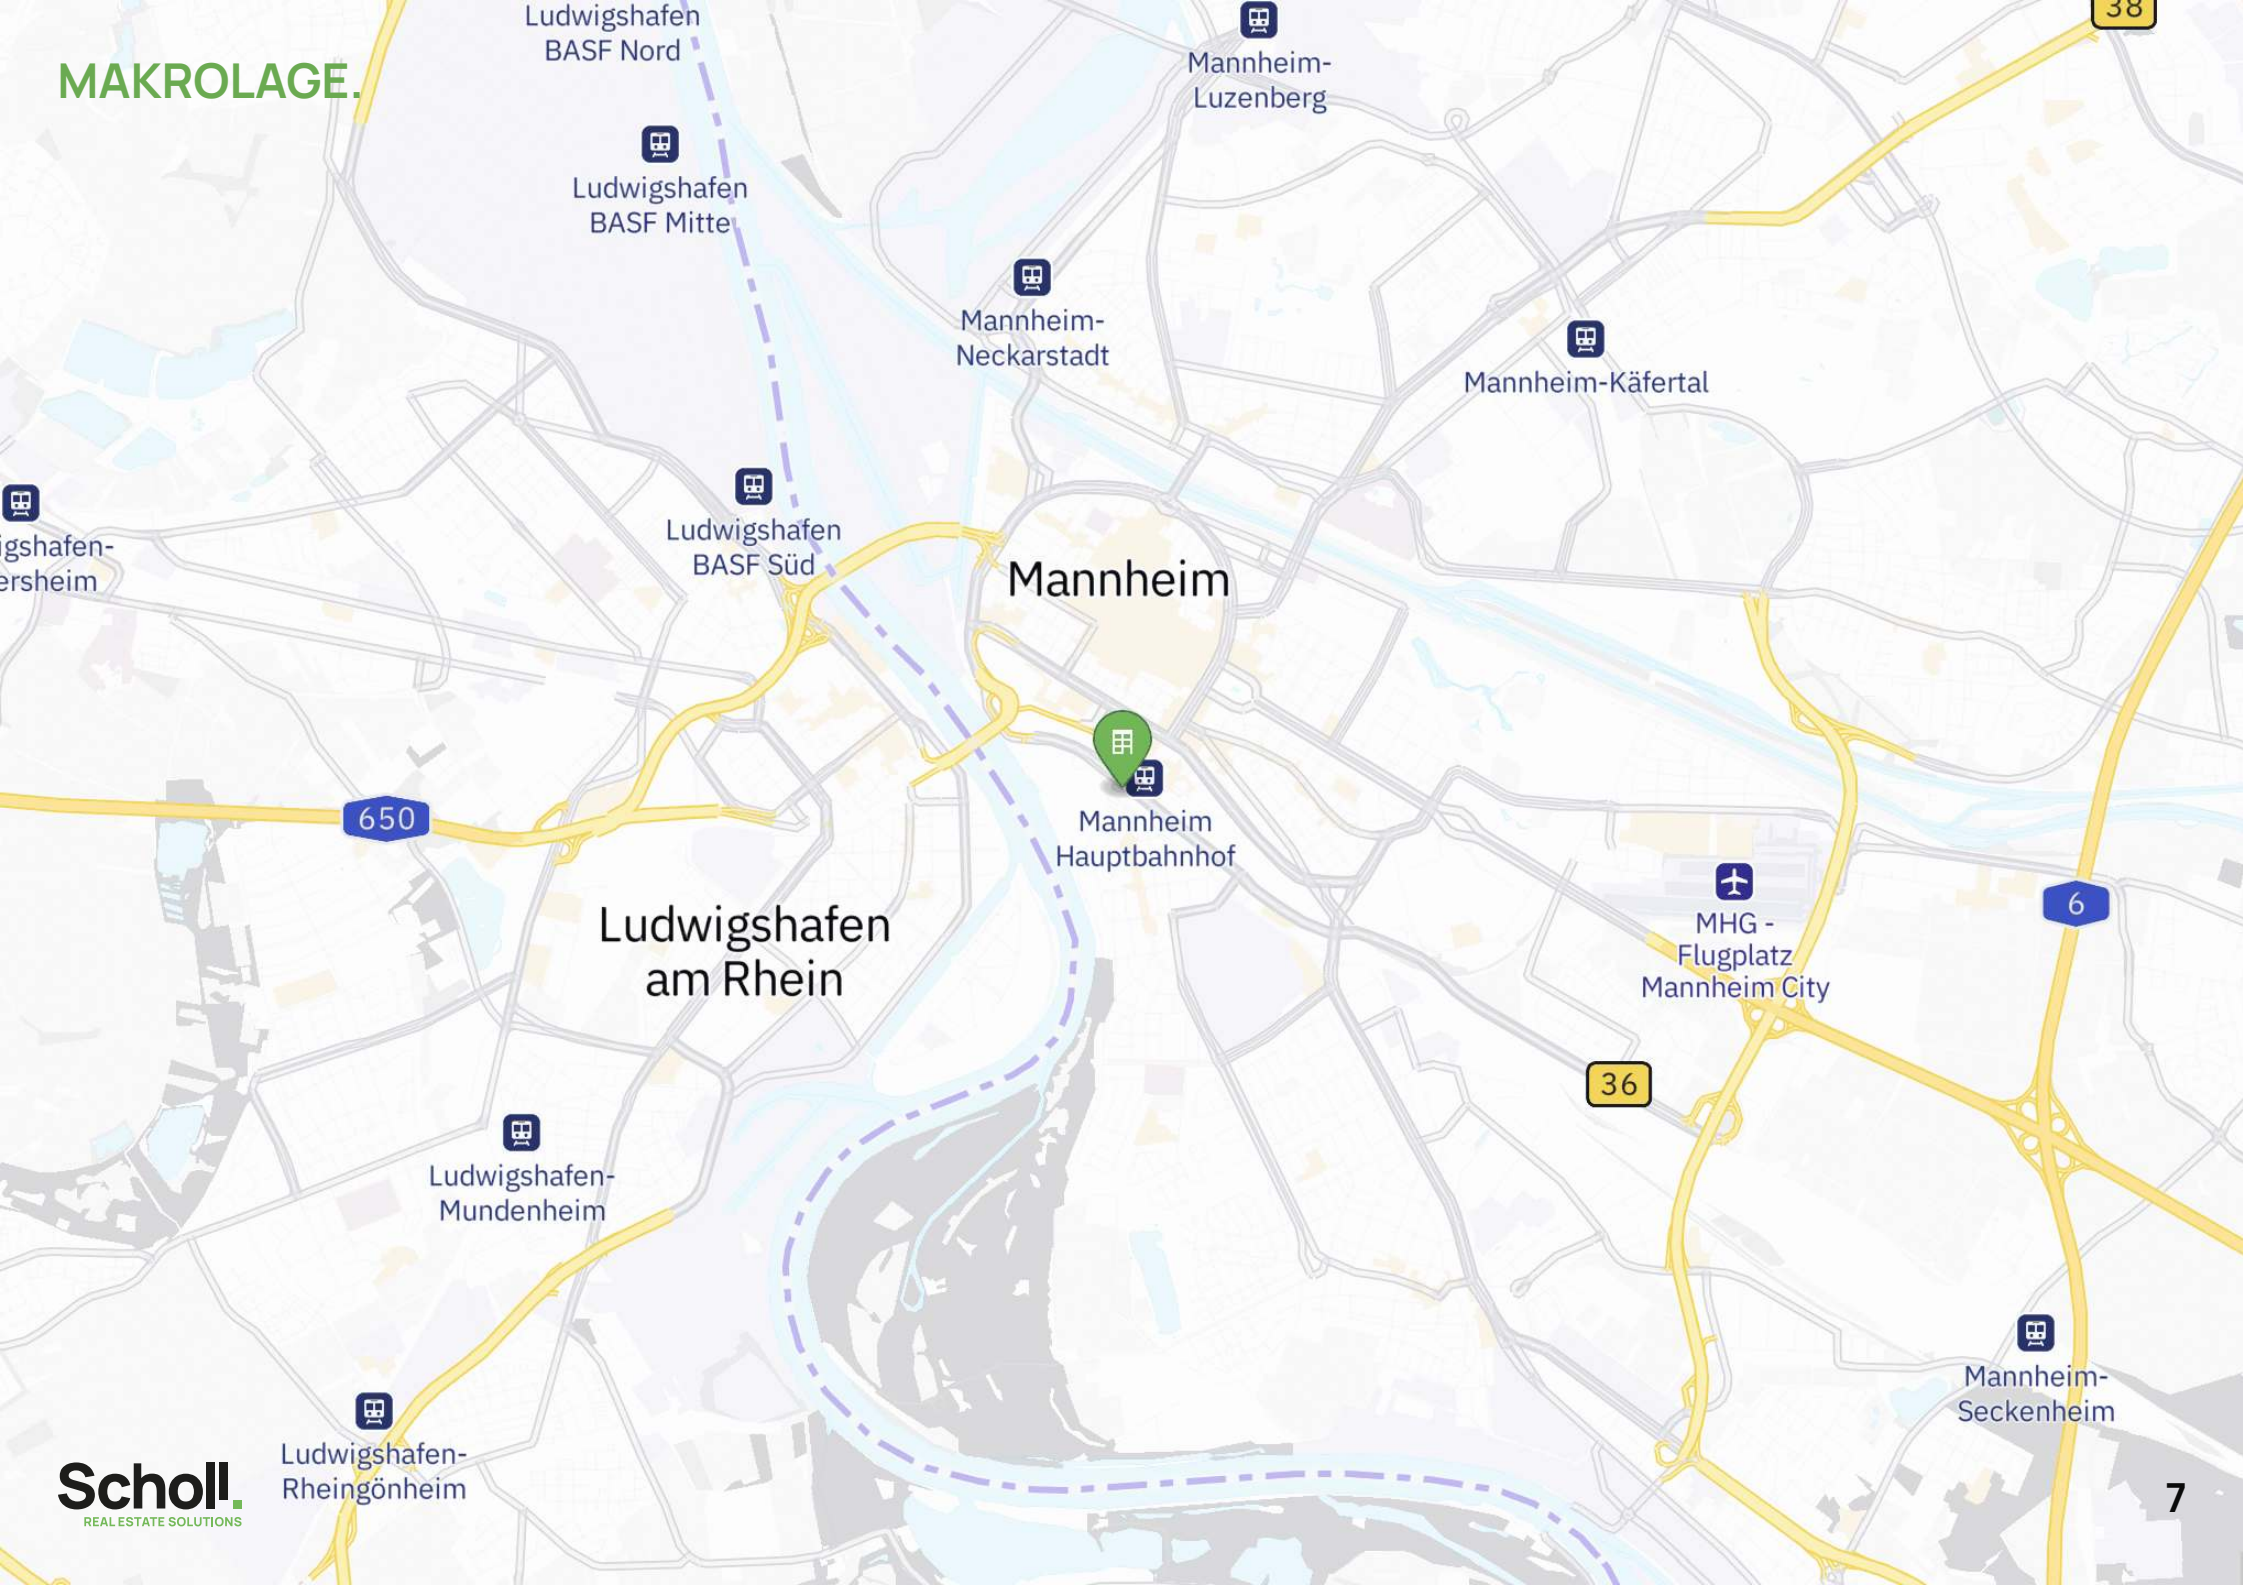 MAKROLAGE.
Ludwigshafen
BASF Nord
Mannheim-
Luzenberg
38
Ludwigshafen
BASF Mitte
Mannheim-
Neckarstadt
Mannheim-Käfertal
Ludwigshafen
BASF Süd
igshafen-
ersheim
Mannheim
650
Mannheim
Hauptbahnhof
Ludwigshafen
am Rhein
MHG -
Flugplatz
Mannheim City
6
36
Ludwigshafen-
Mundenheim
Mannheim-
Seckenheim
Ludwigshafen-
Rheingönheim
Scholl.
REAL ESTATE SOLUTIONS
7